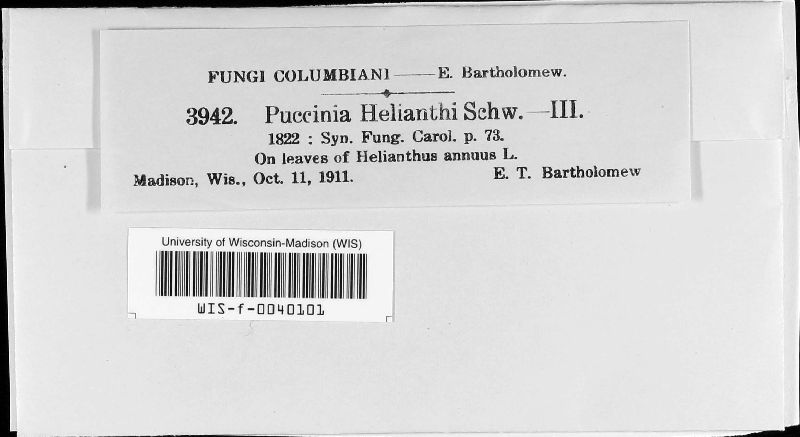 FUNGI COLUMBIANI — E. Bartholomew.
3942. Puccinia Helianthi Schw. — III.
1822 : Syn. Fung. Carol. p. 73.
On leaves of Helianthus annuus L.
Madison, Wis., Oct. 11, 1911. E. T. Bartholomew
University of Wisconsin-Madison (WIS)
WIS-f-0040101